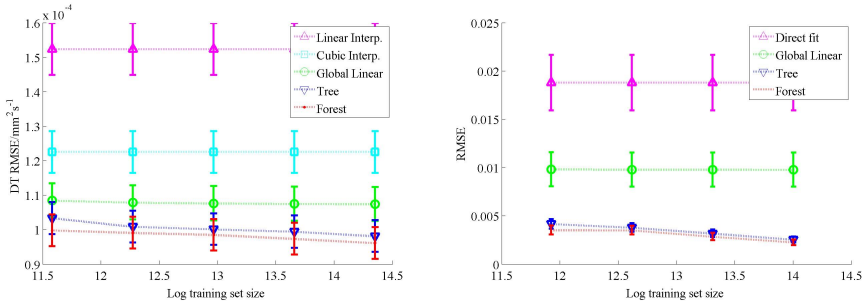 x 10⁻⁴
1.6
1.5
1.4
1.3
1.2
1.1
1
0.9
DT RMSE/mm²s⁻¹
11.5 12 12.5 13 13.5 14 14.5
Log training set size
Linear Interp.
Cubic Interp.
Global Linear
Tree
Forest
0.025
0.02
0.015
0.01
0.005
0
RMSE
11.5 12 12.5 13 13.5 14 14.5
Log training set size
Direct fit
Global Linear
Tree
Forest